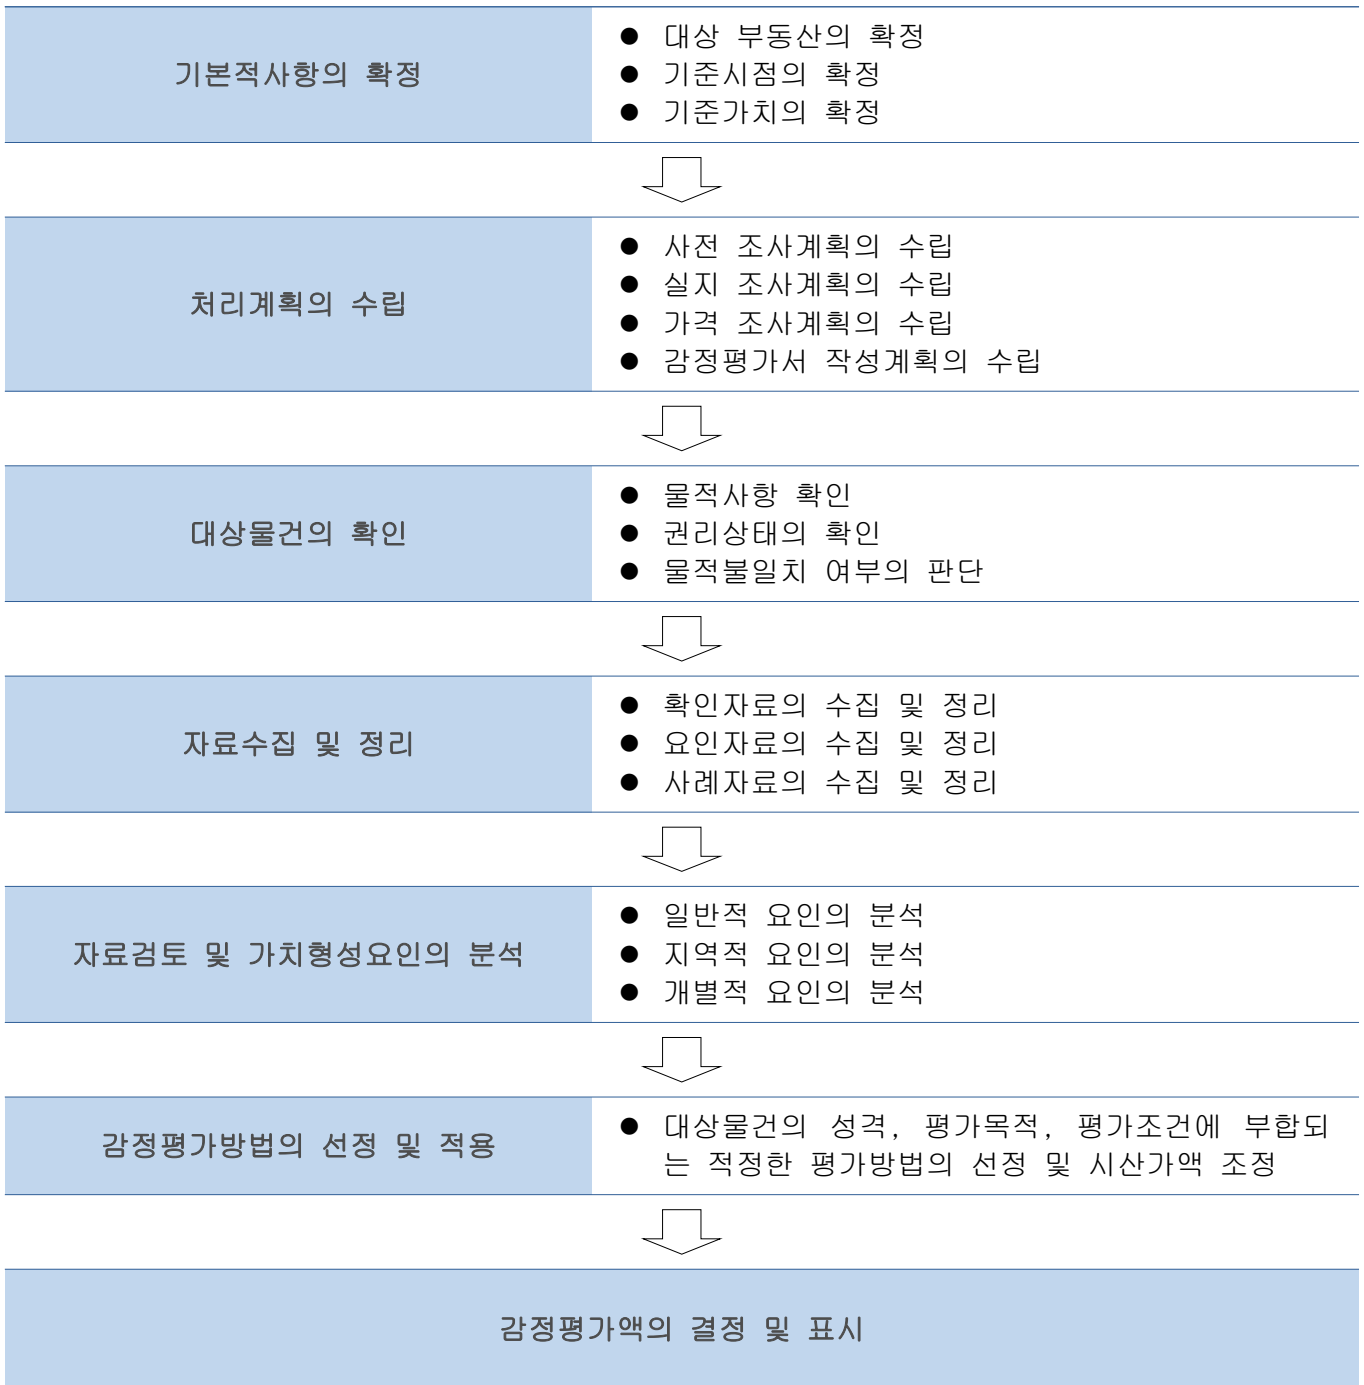 기본적사항의 확정
● 대상 부동산의 확정
● 기준시점의 확정
● 기준가치의 확정
처리계획의 수립
● 사전 조사계획의 수립
● 실지 조사계획의 수립
● 가격 조사계획의 수립
● 감정평가서 작성계획의 수립
대상물건의 확인
● 물적사항 확인
● 권리상태의 확인
● 물적불일치 여부의 판단
자료수집 및 정리
● 확인자료의 수집 및 정리
● 요인자료의 수집 및 정리
● 사례자료의 수집 및 정리
자료검토 및 가치형성요인의 분석
● 일반적 요인의 분석
● 지역적 요인의 분석
● 개별적 요인의 분석
감정평가방법의 선정 및 적용
● 대상물건의 성격, 평가목적, 평가조건에 부합되
는 적정한 평가방법의 선정 및 시산가액 조정
감정평가액의 결정 및 표시